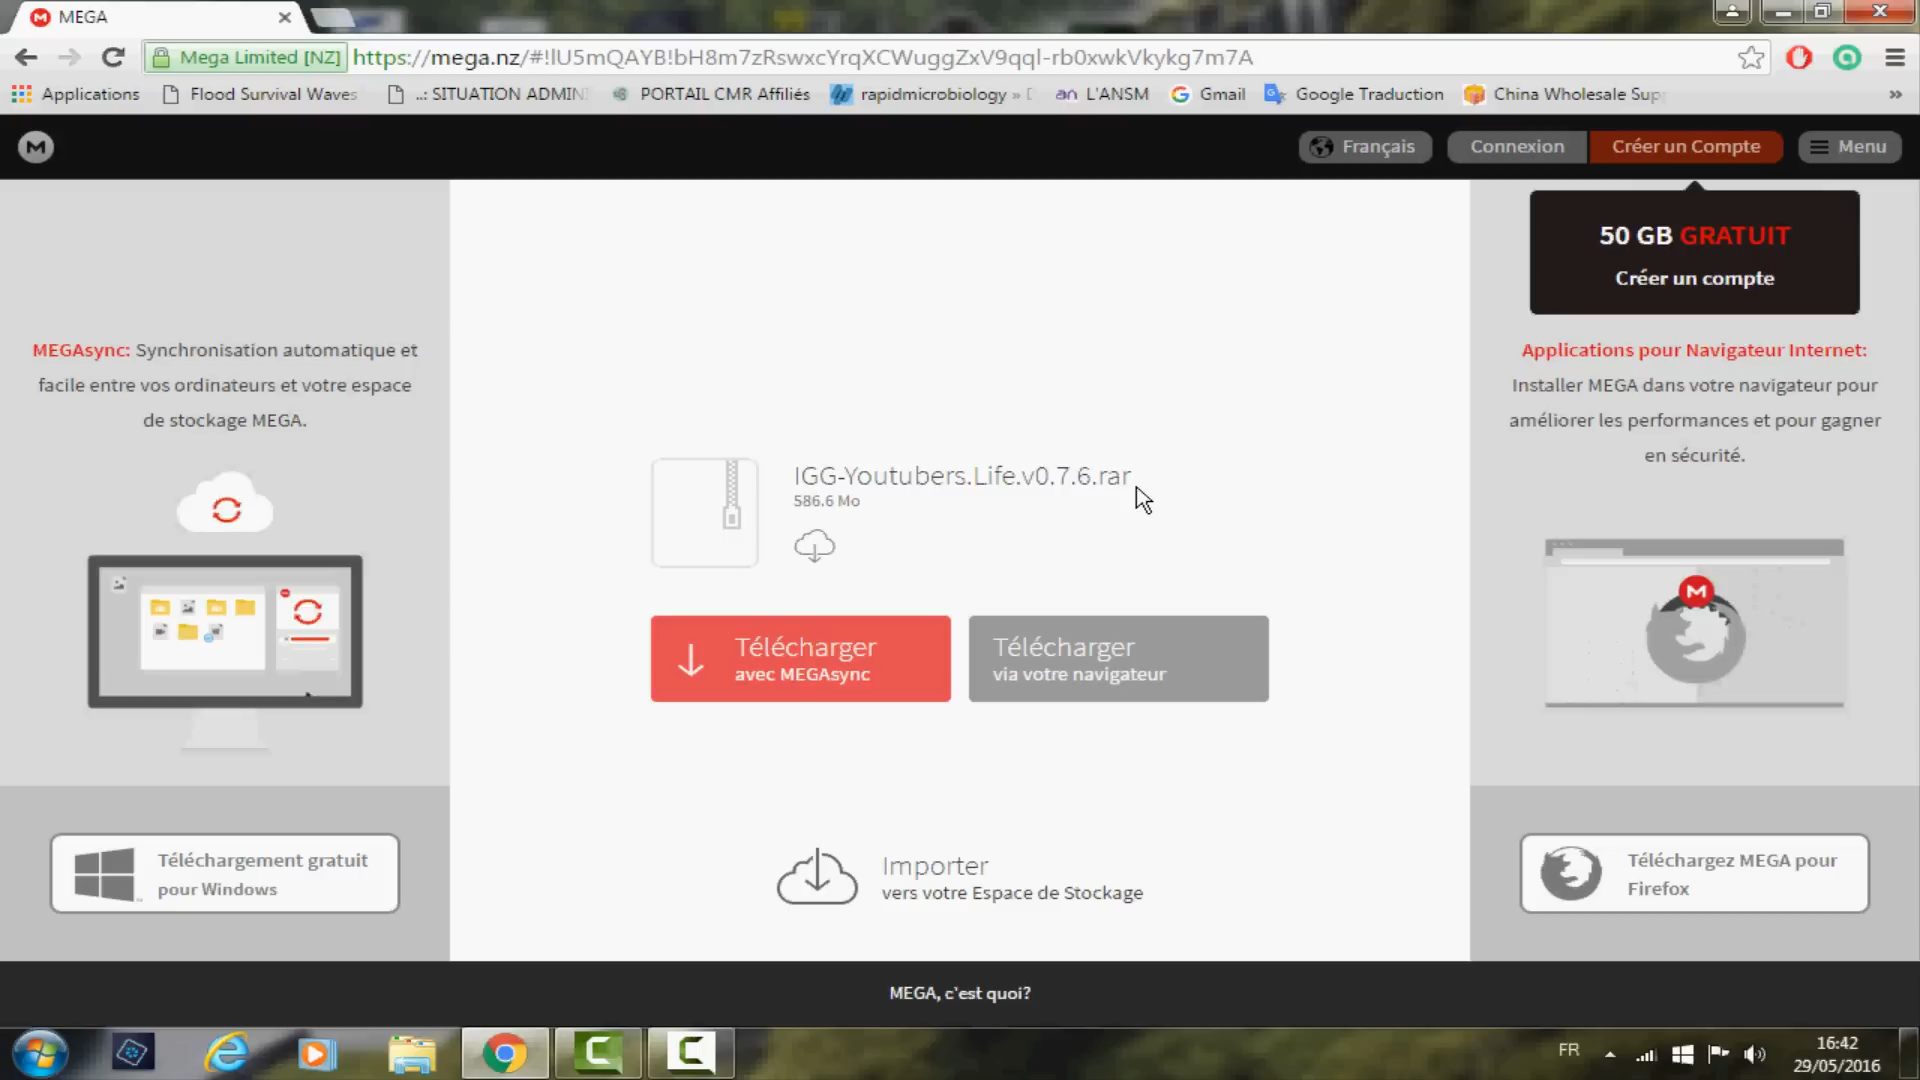 MEGA
Mega Limited [NZ] https://mega.nz/#!lU5mQAYB!bH8m7zRswxcYrqXCWuggZxV9qqI-rb0xwkVkykg7m7A
Applications Flood Survival Waves ..: SITUATION ADMIN PORTAIL CMR Affiliés rapidmicrobiology » L'ANSM Gmail Google Traduction China Wholesale Sup »
Français Connexion Créer un Compte Menu
50 GB GRATUIT
Créer un compte
MEGAsync: Synchronisation automatique et
facile entre vos ordinateurs et votre espace
de stockage MEGA.
Applications pour Navigateur Internet:
Installer MEGA dans votre navigateur pour
améliorer les performances et pour gagner
en sécurité.
IGG-Youtubers.Life.v0.7.6.rar
586.6 Mo
Télécharger
avec MEGAsync
Télécharger
via votre navigateur
Importer
vers votre Espace de Stockage
Téléchargement gratuit
pour Windows
Téléchargez MEGA pour
Firefox
MEGA, c'est quoi?
FR
16:42
29/05/2016